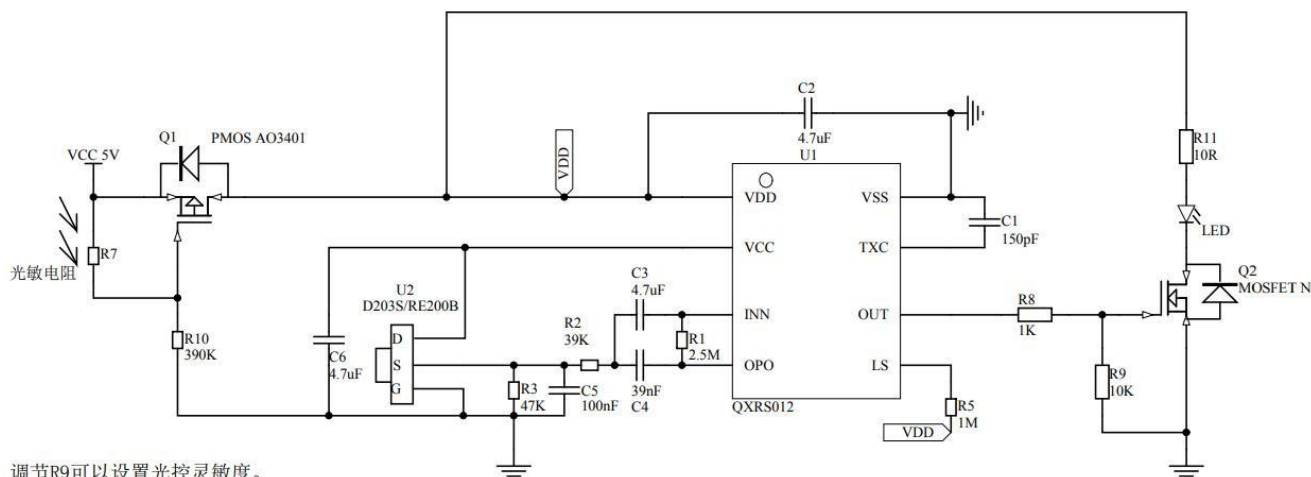 C2
4.7uF
U1
Q1
PMOS AO3401
VCC 5V
VDD
R11
10R
LED
VDD
VSS
C1
150pF
VCC
TXC
R7
光敏电阻
U2
D203S/RE200B
C3
4.7uF
Q2
MOSFET N
INN
OUT
R8
1K
R10
390K
C6
4.7uF
D
S
G
R2
39K
R1
2.5M
OPO
LS
R3
47K
C5
100nF
39nF
C4
QXRS012
R5
1M
VDD
R9
10K
调节R9可以设置光控灵敏度。